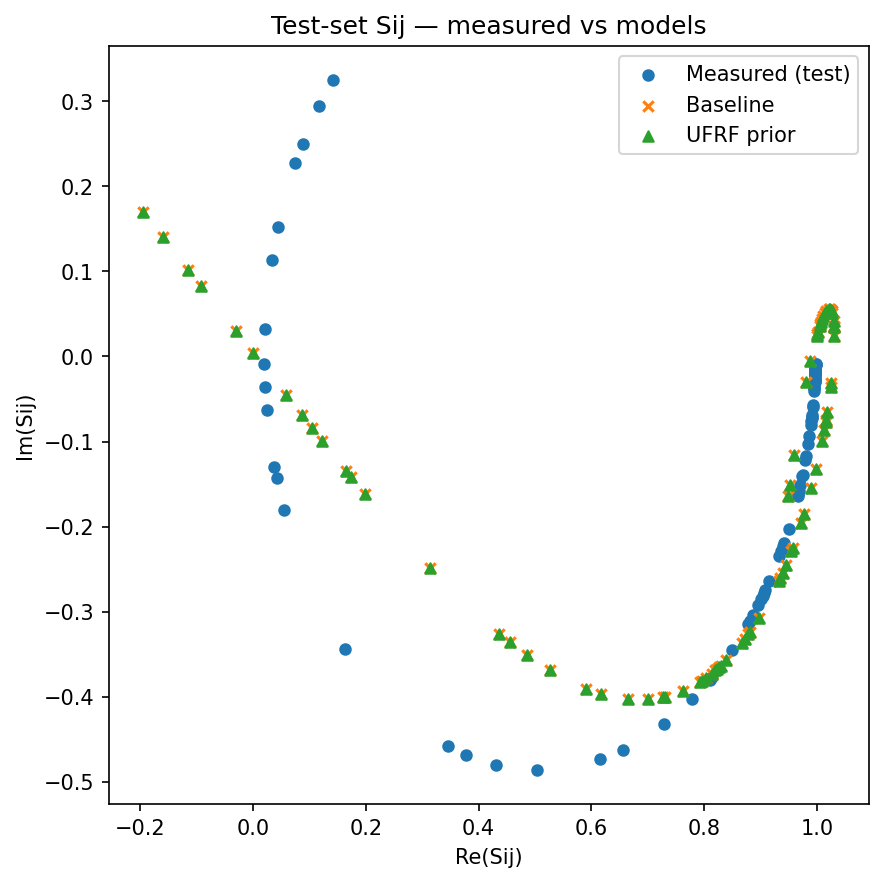 Test-set Sij — measured vs models
Measured (test)
Baseline
UFRF prior
0.3
0.2
0.1
0.0
−0.1
−0.2
−0.3
−0.4
−0.5
Im(Sij)
−0.2
0.0
0.2
0.4
0.6
0.8
1.0
Re(Sij)